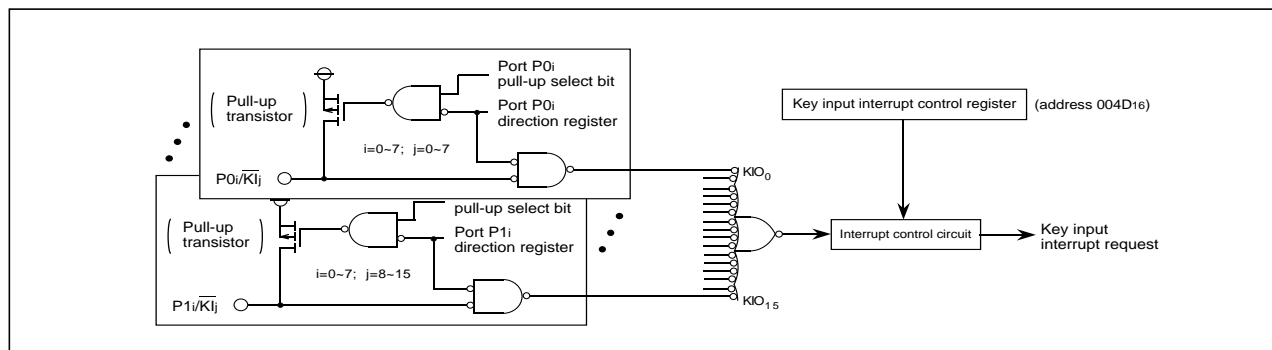 Port P0i
pull-up select bit
Port P0i
direction register
( Pull-up
transistor )
i=0~7; j=0~7
P0i/KIj
pull-up select bit
Port P1i
direction register
( Pull-up
transistor )
i=0~7; j=8~15
P1i/KIj
KIO0
KIO15
Key input interrupt control register (address 004D16)
Interrupt control circuit
Key input
interrupt request